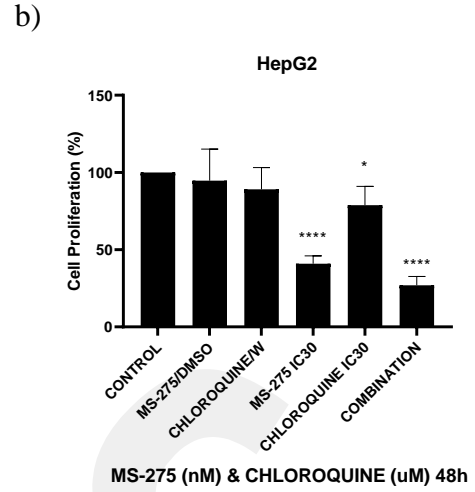 b)
HepG2
150
100
50
0
Cell Proliferation (%)
*
****
****
CONTROL
MS-275/DMSO
CHLOROQUINE/W
MS-275 IC30
CHLOROQUINE IC30
COMBINATION
MS-275 (nM) & CHLOROQUINE (uM) 48h